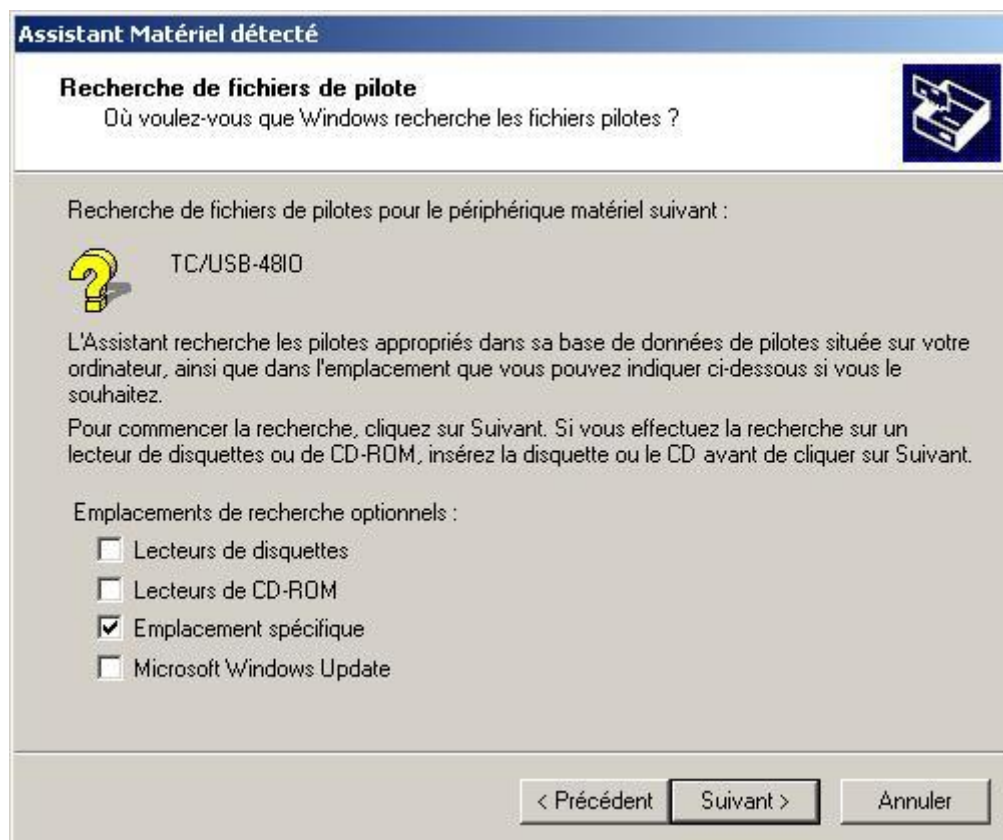 Assistant Matériel détecté
Recherche de fichiers de pilote
Où voulez-vous que Windows recherche les fichiers pilotes ?
Recherche de fichiers de pilotes pour le périphérique matériel suivant :
TC/USB-48IO
L'Assistant recherche les pilotes appropriés dans sa base de données de pilotes située sur votre
ordinateur, ainsi que dans l'emplacement que vous pouvez indiquer ci-dessous si vous le
souhaitez.
Pour commencer la recherche, cliquez sur Suivant. Si vous effectuez la recherche sur un
lecteur de disquettes ou de CD-ROM, insérez la disquette ou le CD avant de cliquer sur Suivant.
Emplacements de recherche optionnels :
Lecteurs de disquettes
Lecteurs de CD-ROM
Emplacement spécifique
Microsoft Windows Update
< Précédent Suivant > Annuler